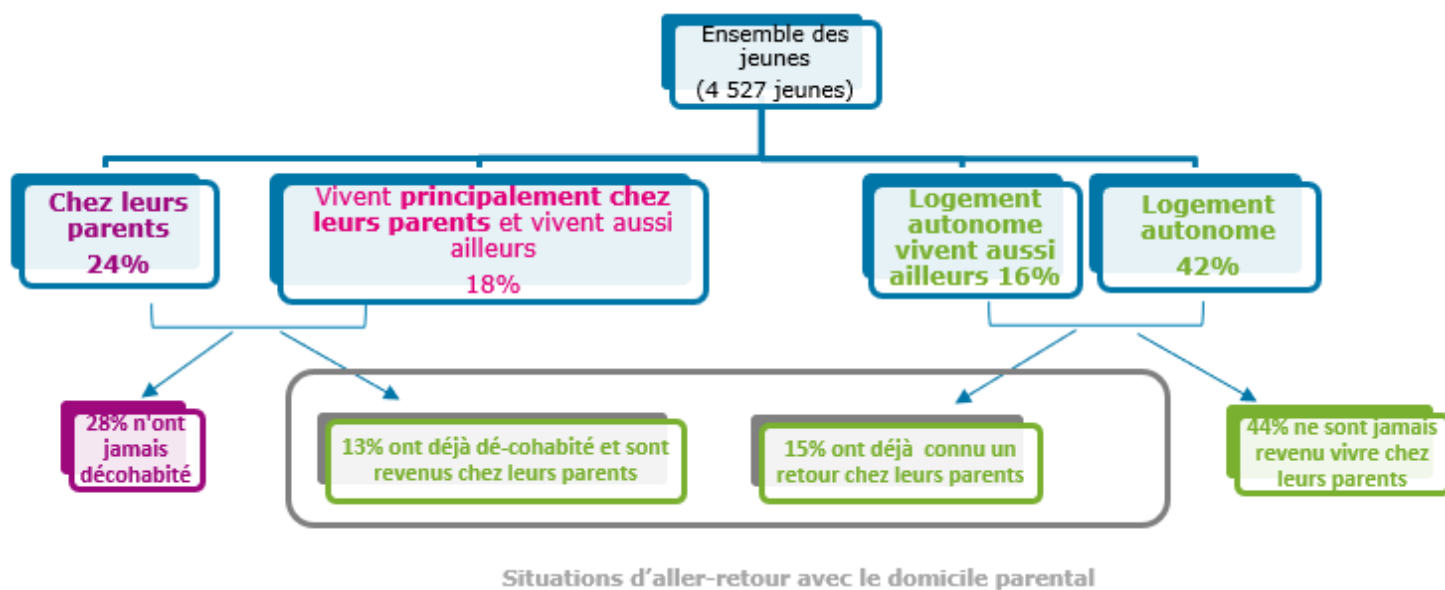 Ensemble des
jeunes
(4 527 jeunes)
Chez leurs
parents
24%
Vivent principalement chez
leurs parents et vivent aussi
ailleurs
18%
Logement
autonome
vivent aussi
ailleurs 16%
Logement
autonome
42%
28% n'ont
jamais
décohabité
13% ont déjà dé-cohabité et sont
revenus chez leurs parents
15% ont déjà connu un
retour chez leurs parents
44% ne sont jamais
revenu vivre chez
leurs parents
Situations d'aller-retour avec le domicile parental